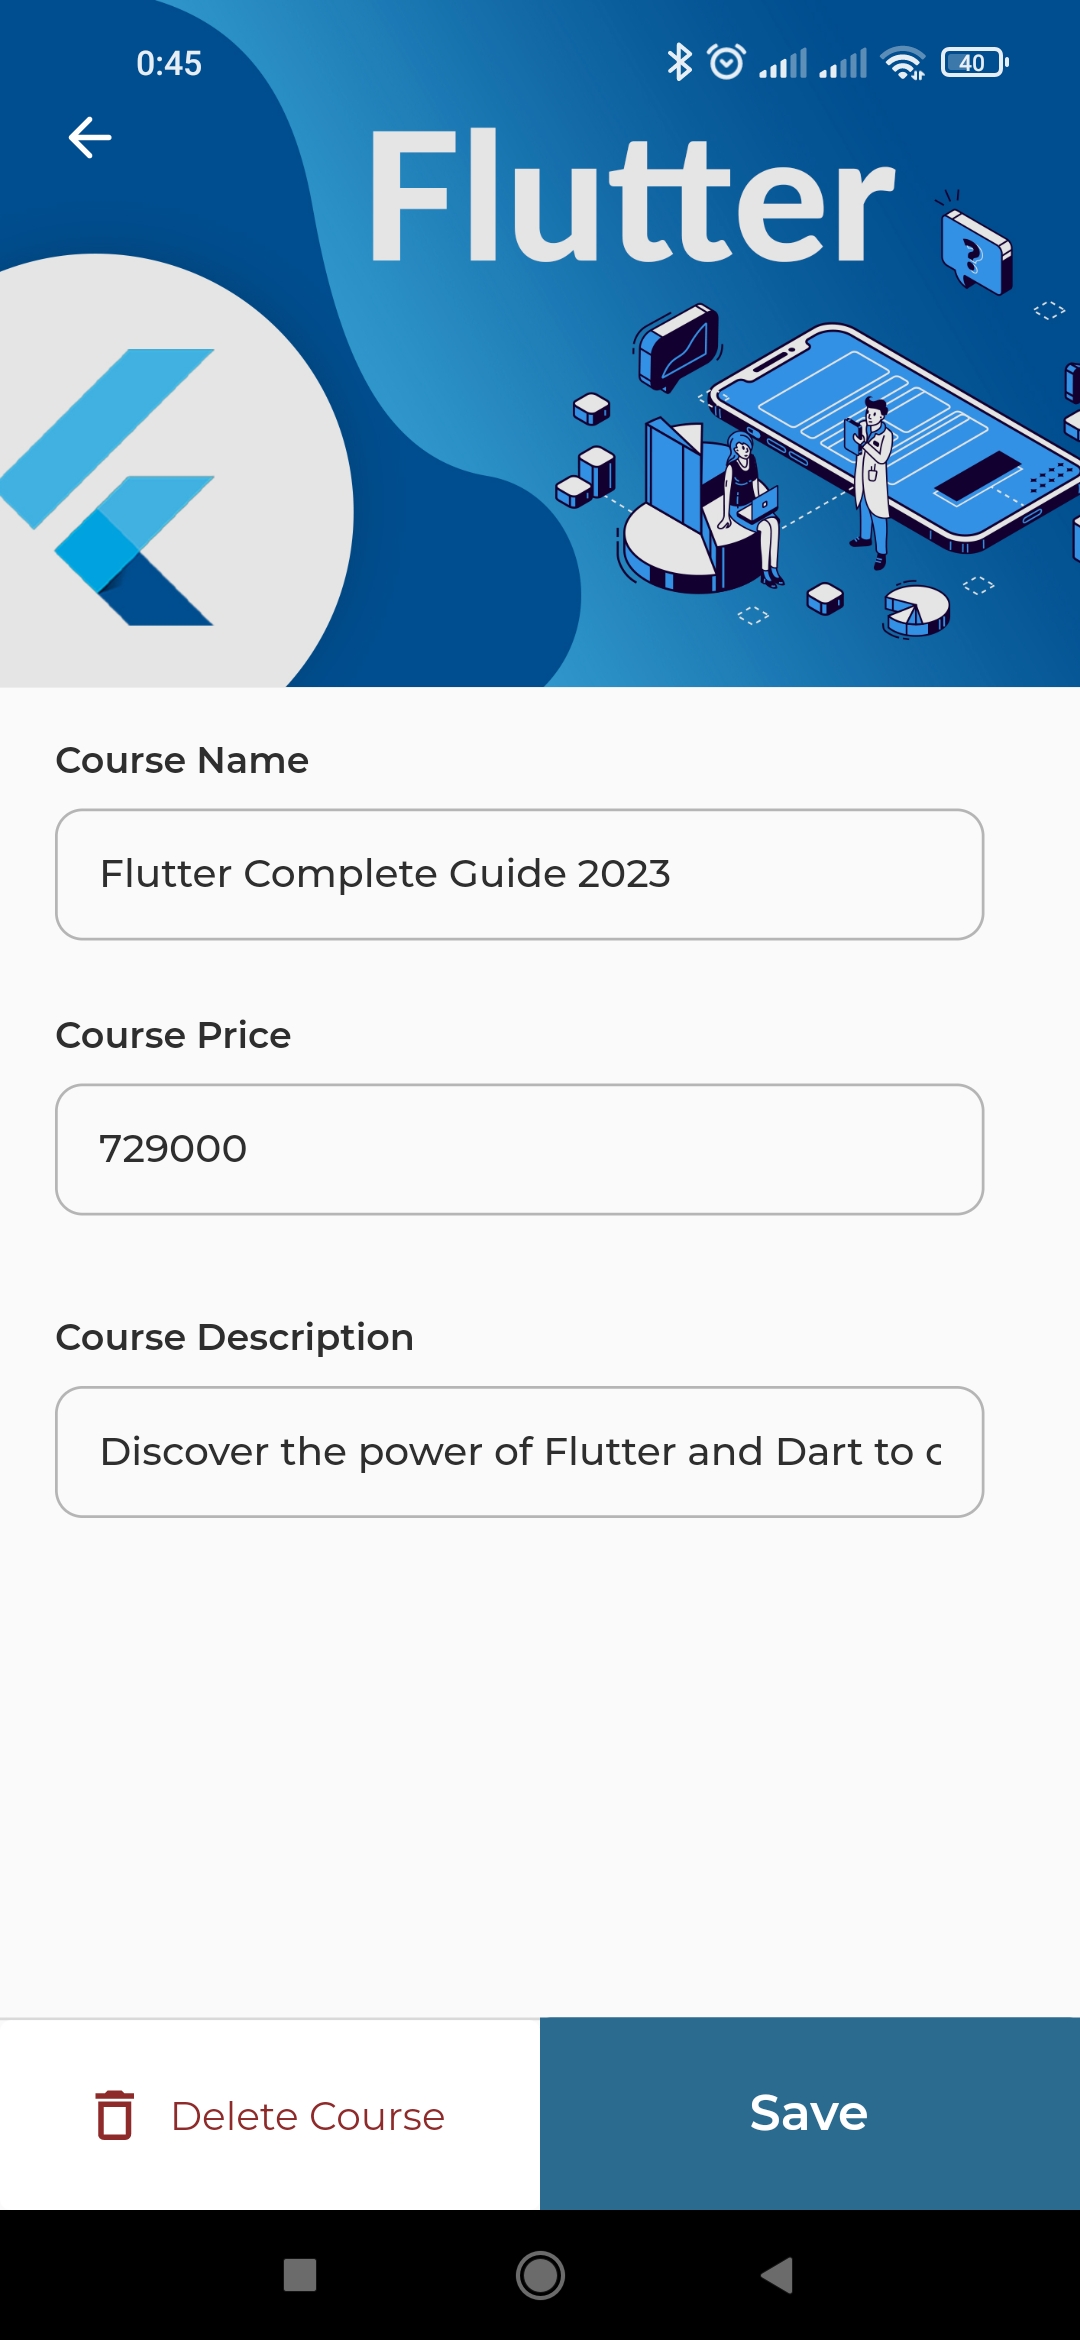 0:45
40
Flutter
?
Course Name
Flutter Complete Guide 2023
Course Price
729000
Course Description
Discover the power of Flutter and Dart to
Delete Course
Save